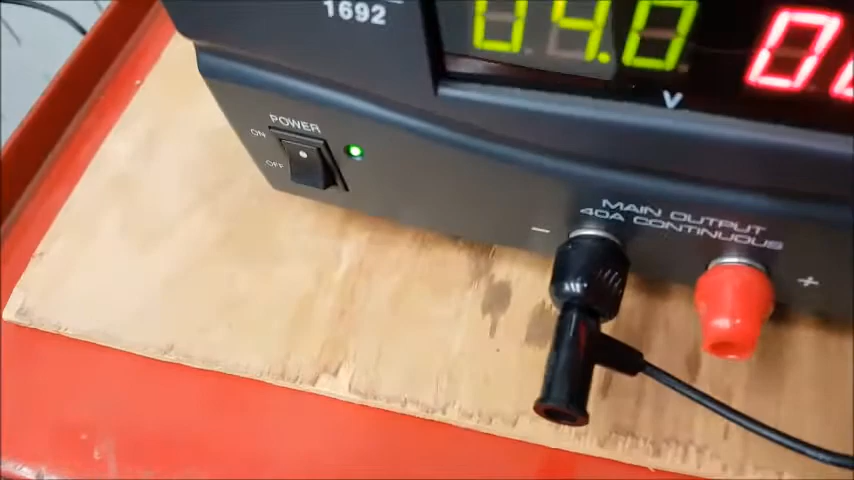 1692
04.0
V
POWER
ON
OFF
MAIN OUTPUT
40A CONTINUOUS
− +